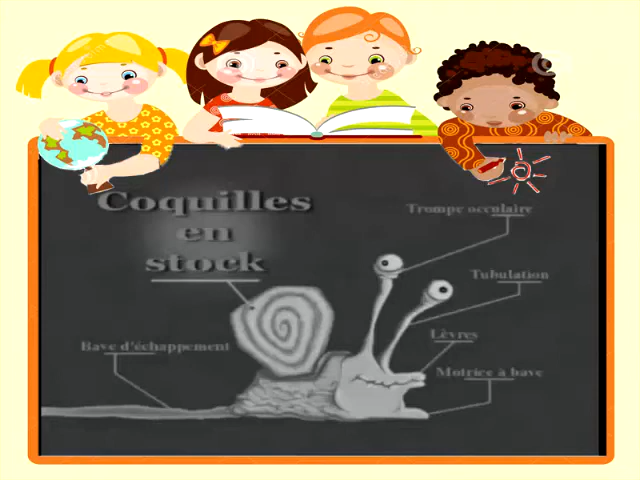 Coquilles
en
stock
Trompe occulaire
Tubulation
Lèvres
Motrice à bave
Bave d'échappement